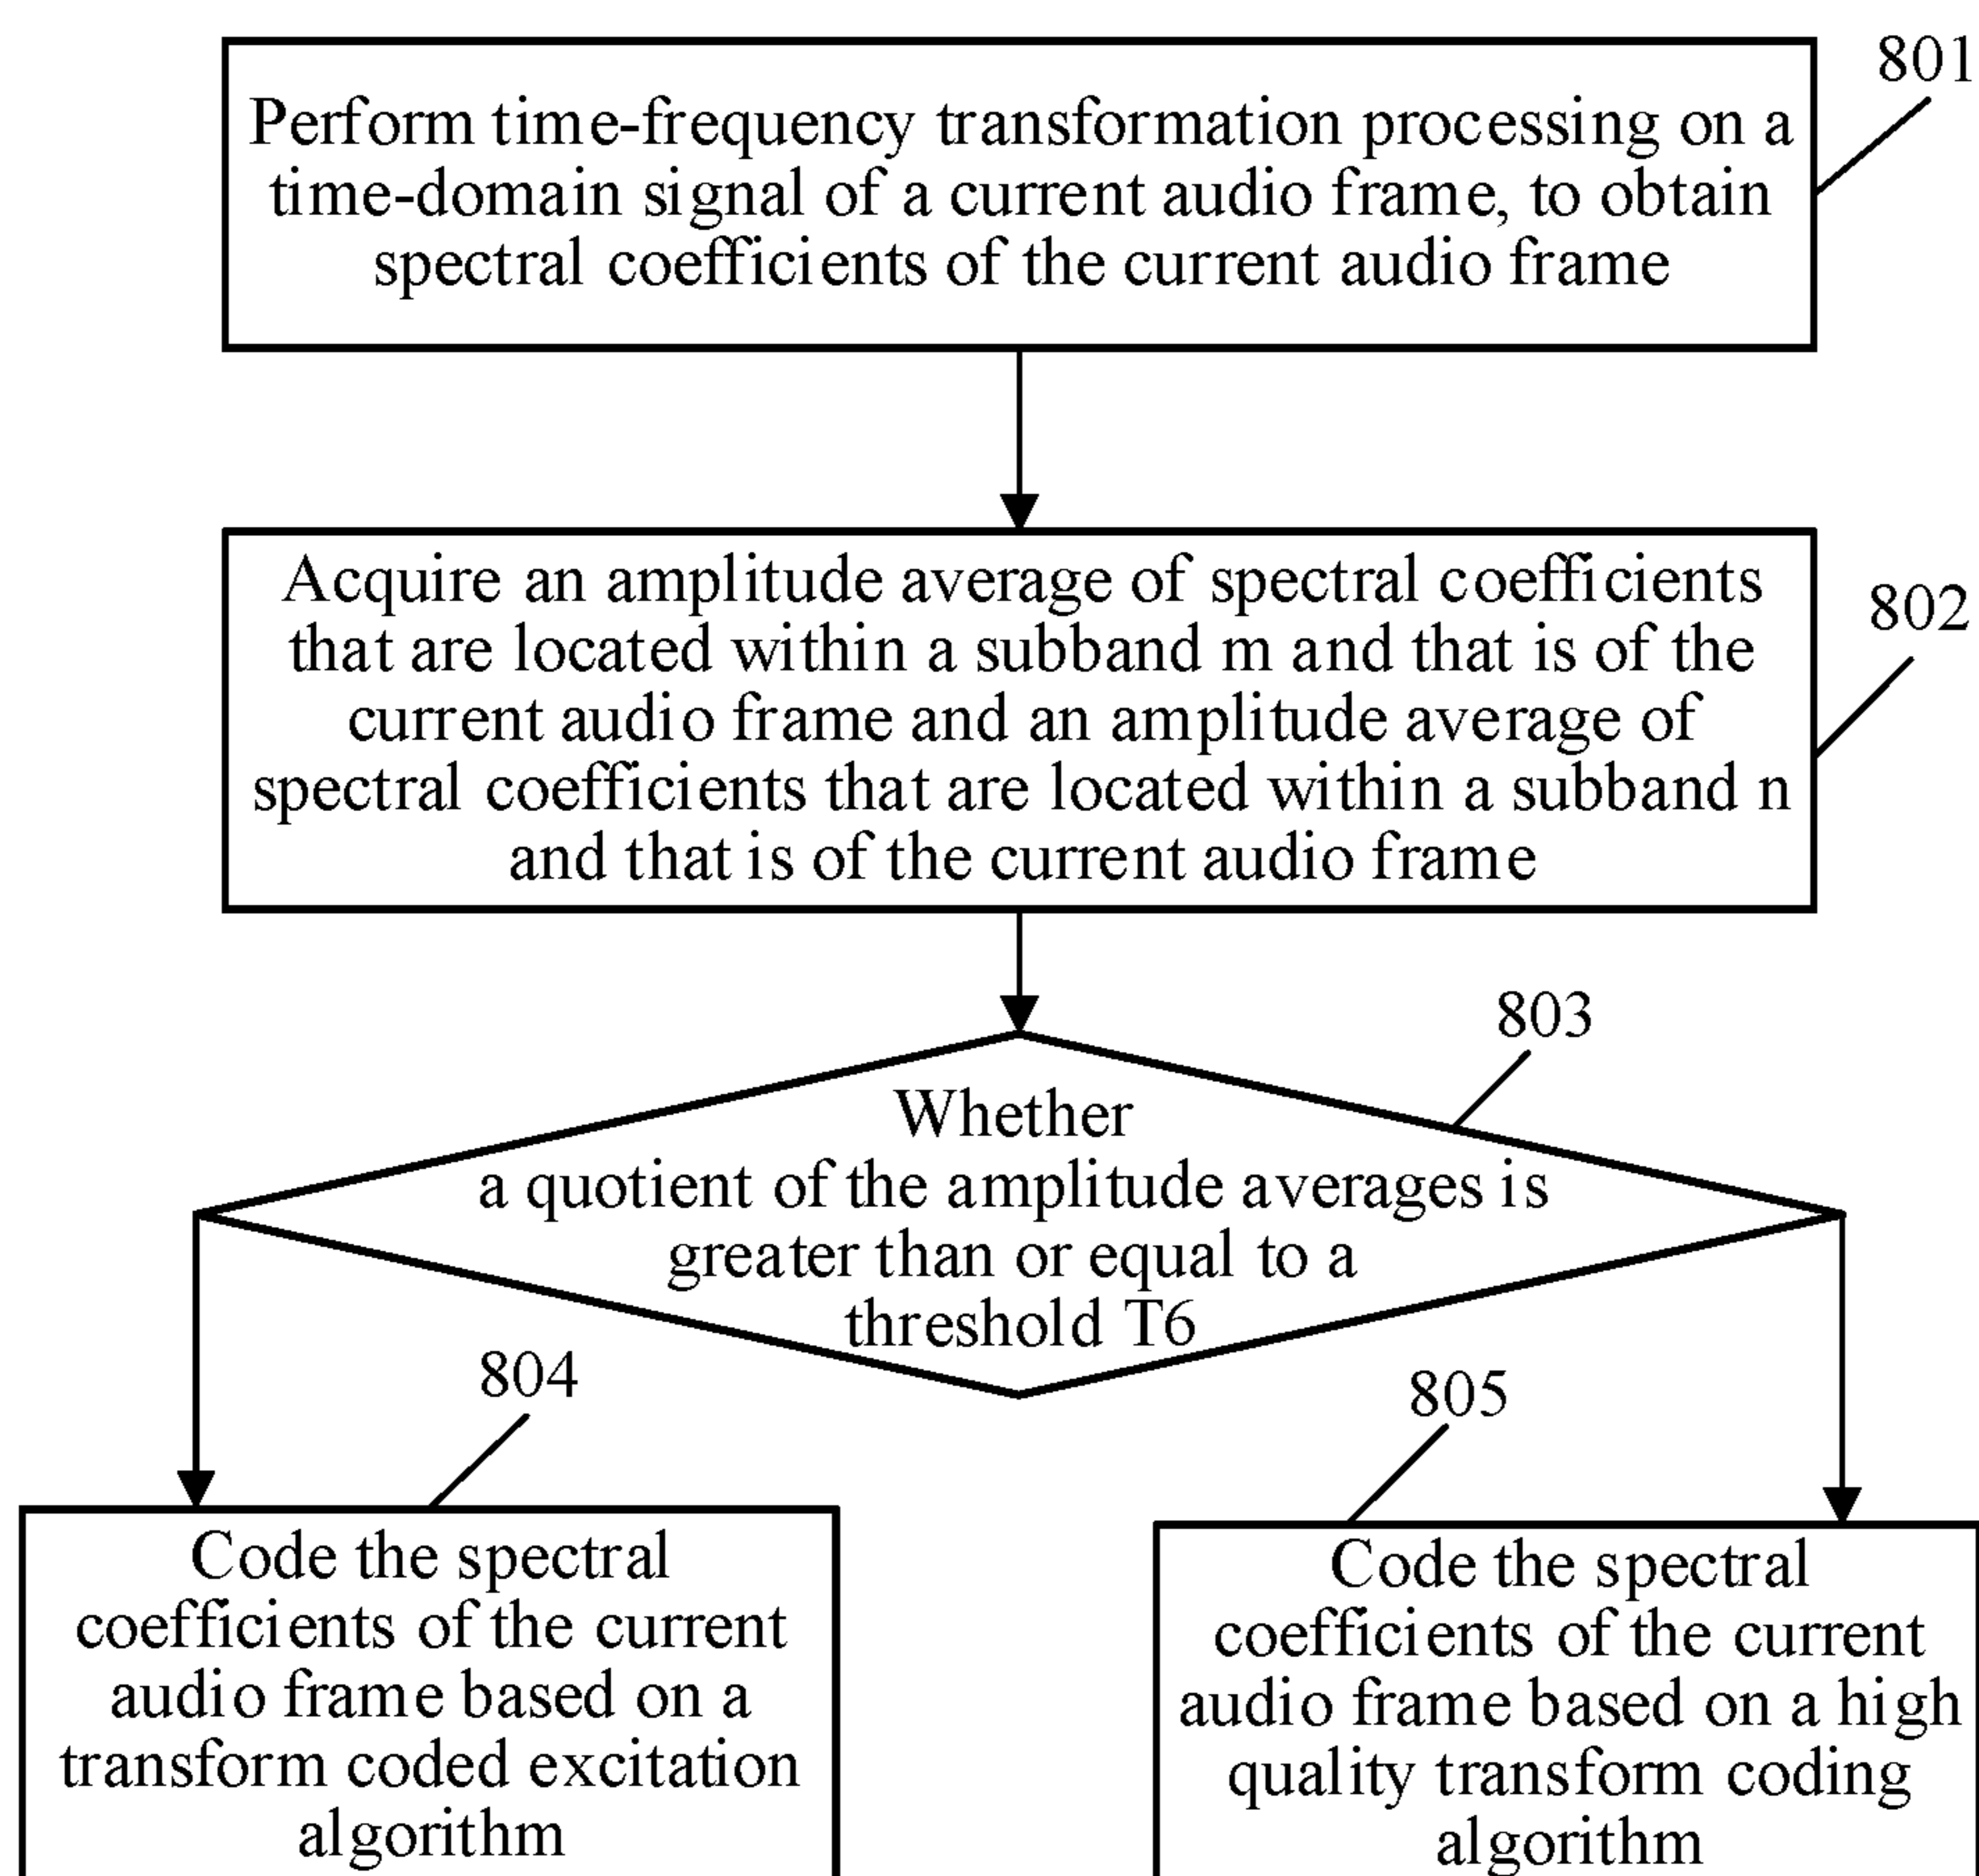 801
Perform time-frequency transformation processing on a
time-domain signal of a current audio frame, to obtain
spectral coefficients of the current audio frame
802
Acquire an amplitude average of spectral coefficients
that are located within a subband m and that is of the
current audio frame and an amplitude average of
spectral coefficients that are located within a subband n
and that is of the current audio frame
803
Whether
a quotient of the amplitude averages is
greater than or equal to a
threshold T6
804
Code the spectral
coefficients of the current
audio frame based on a
transform coded excitation
algorithm
805
Code the spectral
coefficients of the current
audio frame based on a high
quality transform coding
algorithm